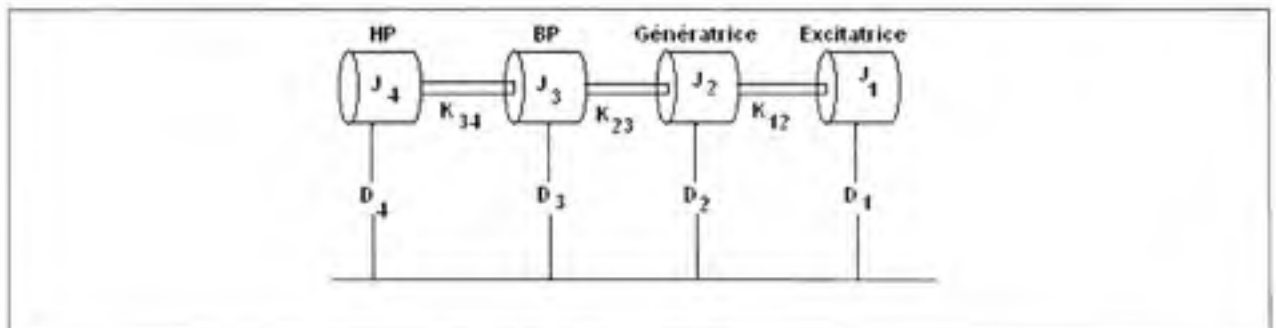 HP BP Génératrice Excitatrice
J4 J3 J2 J1
K34 K23 K12
D4 D3 D2 D1